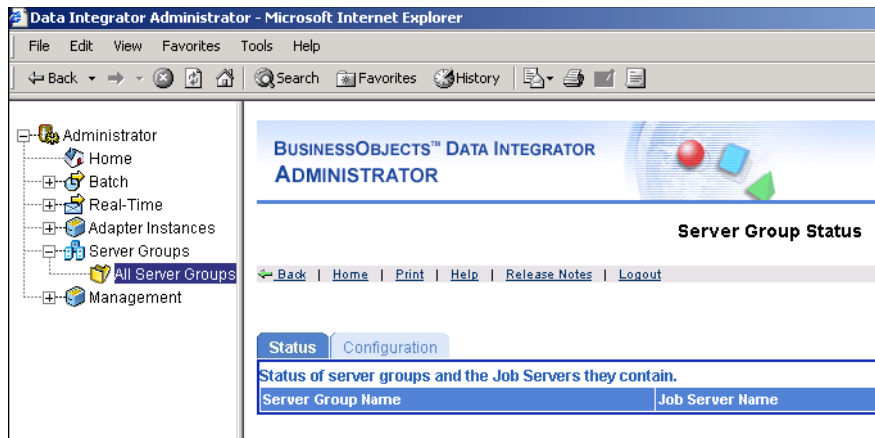 Data Integrator Administrator - Microsoft Internet Explorer
File Edit View Favorites Tools Help
Back Search Favorites History
Administrator
Home
Batch
Real-Time
Adapter Instances
Server Groups
All Server Groups
Management
BUSINESSOBJECTS™ DATA INTEGRATOR
ADMINISTRATOR
Server Group Status
Back | Home | Print | Help | Release Notes | Logout
Status Configuration
Status of server groups and the Job Servers they contain.
Server Group Name Job Server Name